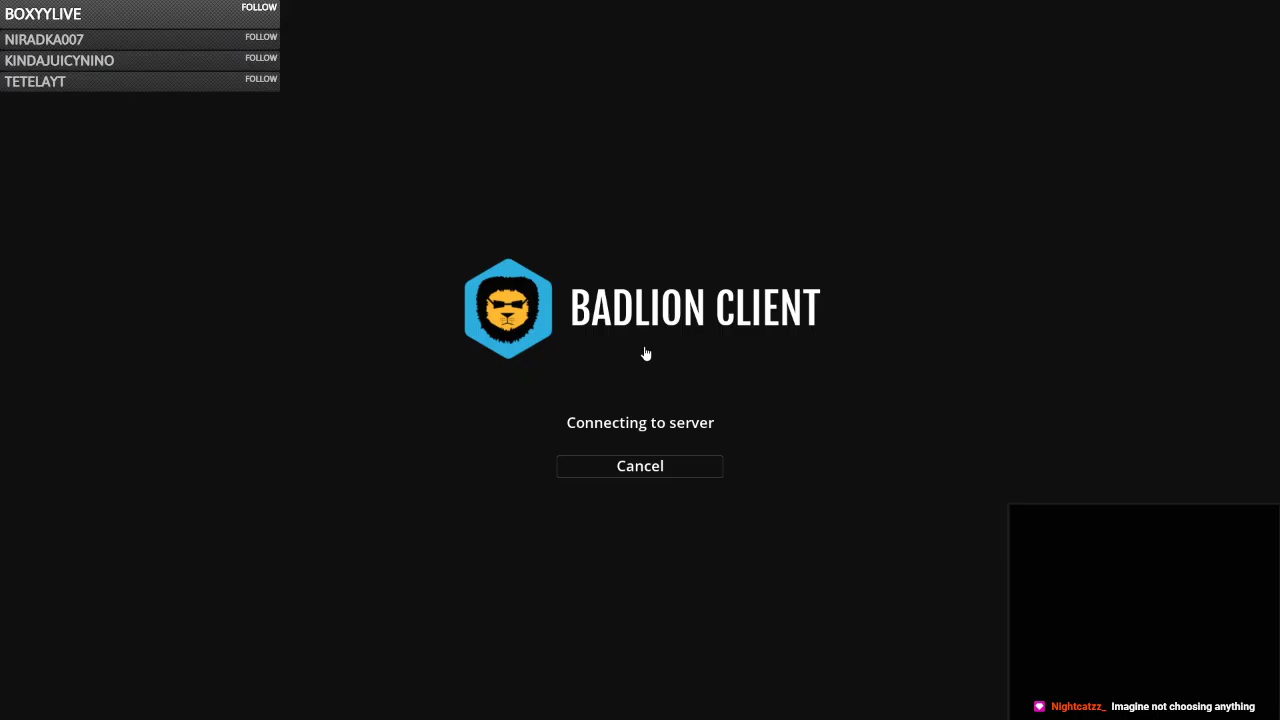 BOXYYLIVE FOLLOW
NIRADKA007 FOLLOW
KINDAJUICYNINO FOLLOW
TETELAYT FOLLOW
BADLION CLIENT
Connecting to server
Cancel
Nightcatzz_ Imagine not choosing anything